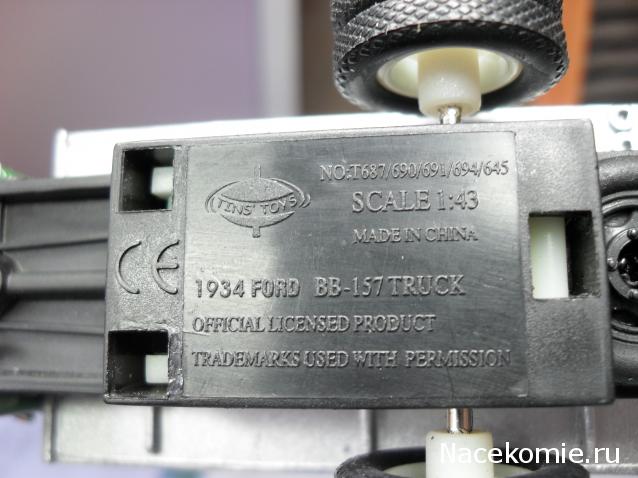 NO:T687/690/691/694/645
TINS' TOYS
SCALE 1:43
MADE IN CHINA
CE
1934 FORD BB-157 TRUCK
OFFICIAL LICENSED PRODUCT
TRADEMARKS USED WITH PERMISSION
Nacekomie.ru